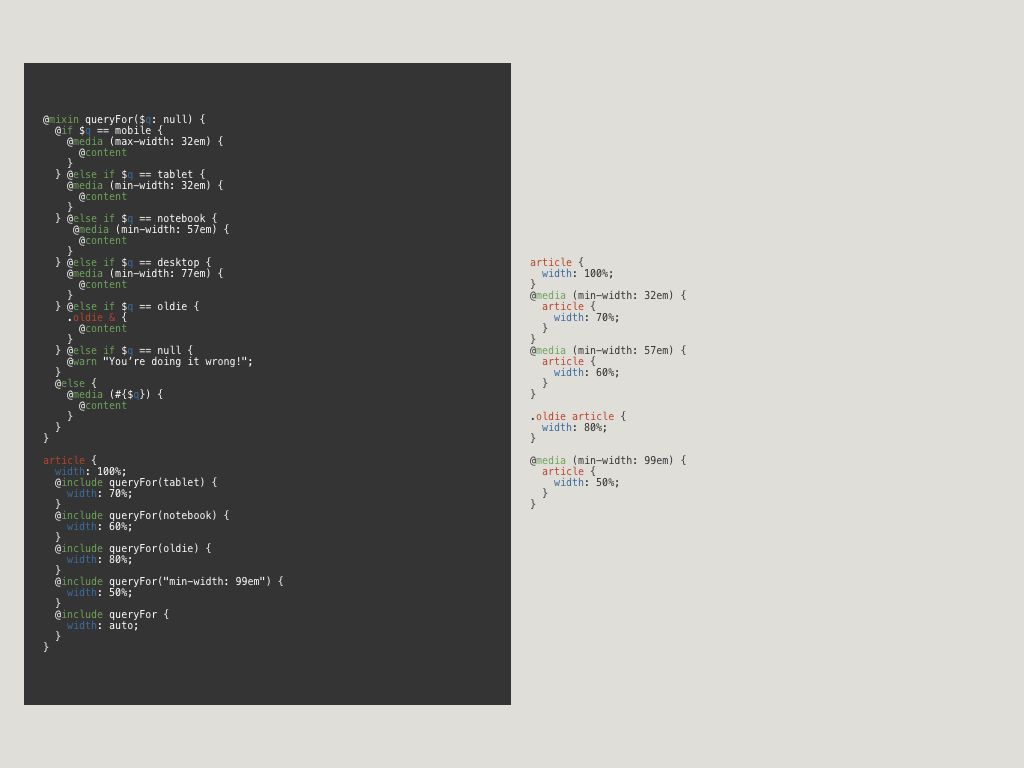 @mixin queryFor($q: null) {
  @if $q == mobile {
    @media (max-width: 32em) {
      @content
    }
  } @else if $q == tablet {
    @media (min-width: 32em) {
      @content
    }
  } @else if $q == notebook {
     @media (min-width: 57em) {
      @content
    }
  } @else if $q == desktop {
    @media (min-width: 77em) {
      @content
    }
  } @else if $q == oldie {
    .oldie & {
      @content
    }
  } @else if $q == null {
    @warn "You’re doing it wrong!";
  }
  @else {
    @media (#{$q}) {
      @content
    }
  }
}

article {
  width: 100%;
  @include queryFor(tablet) {
    width: 70%;
  }
  @include queryFor(notebook) {
    width: 60%;
  }
  @include queryFor(oldie) {
    width: 80%;
  }
  @include queryFor("min-width: 99em") {
    width: 50%;
  }
  @include queryFor {
    width: auto;
  }
}

article {
  width: 100%;
}
@media (min-width: 32em) {
  article {
    width: 70%;
  }
}
@media (min-width: 57em) {
  article {
    width: 60%;
  }
}

.oldie article {
  width: 80%;
}

@media (min-width: 99em) {
  article {
    width: 50%;
  }
}